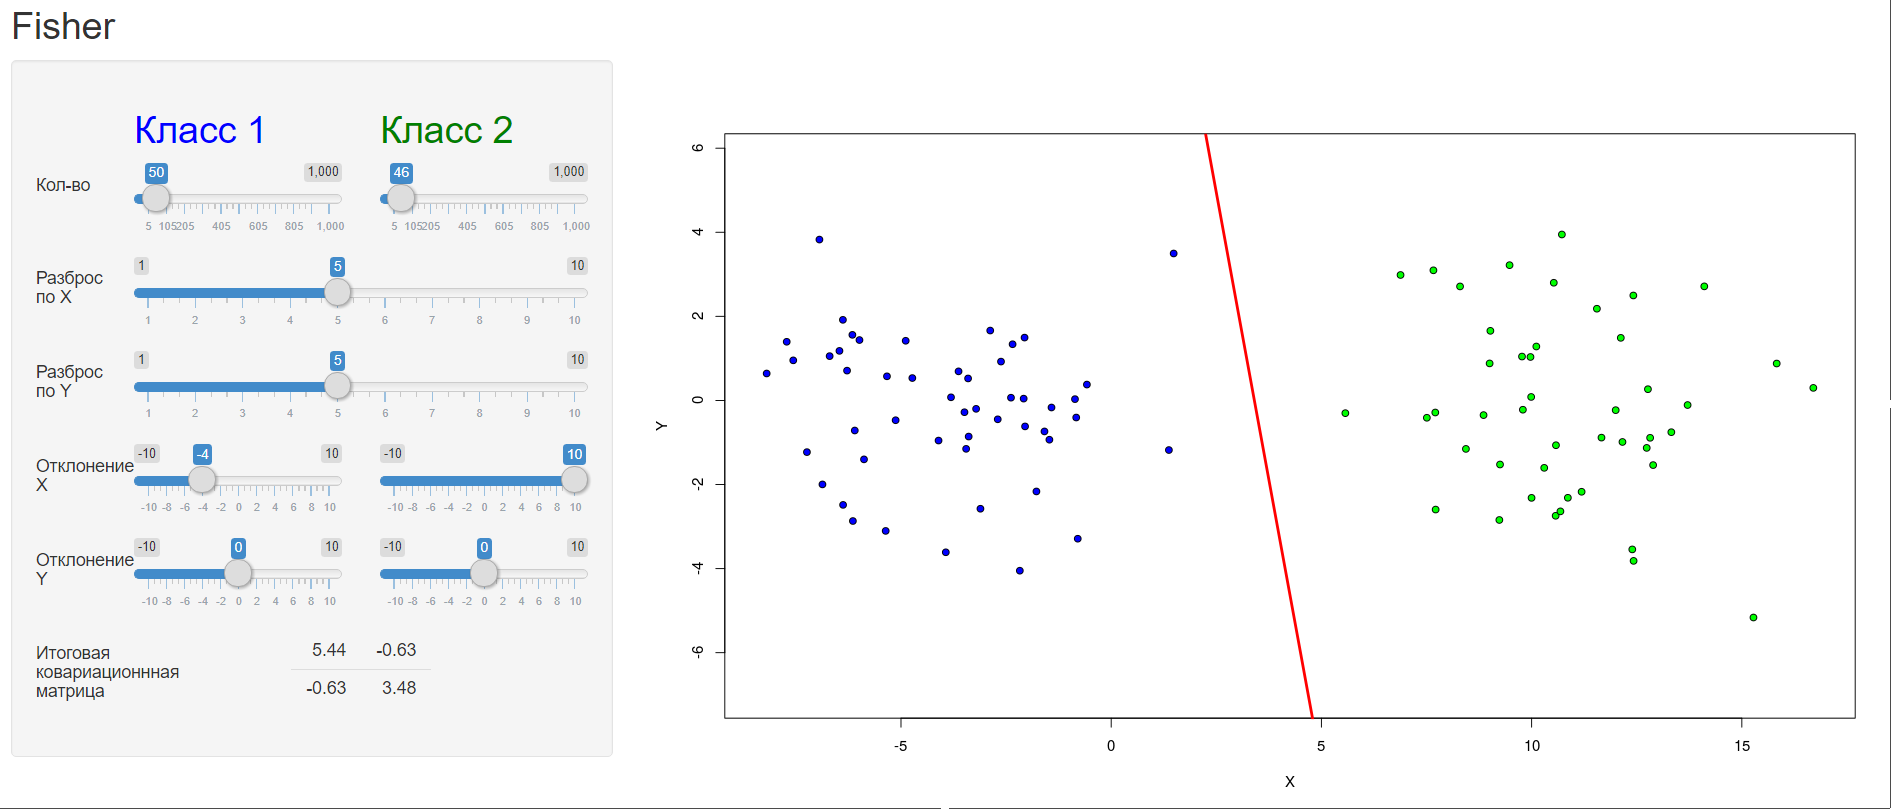 Fisher
Класс 1 Класс 2
50 1,000 46 1,000
Кол-во
5 105205 405 605 805 1,000 5 105205 405 605 805 1,000
1 5 10
Разброс
по X
1 2 3 4 5 6 7 8 9 10
1 5 10
Разброс
по Y
1 2 3 4 5 6 7 8 9 10
-10 -4 10 -10 10
Отклонение
X
-10 -8 -6 -4 -2 0 2 4 6 8 10 -10 -8 -6 -4 -2 0 2 4 6 8 10
-10 0 10 -10 0 10
Отклонение
Y
-10 -8 -6 -4 -2 0 2 4 6 8 10 -10 -8 -6 -4 -2 0 2 4 6 8 10
Итоговая
ковариационнная
матрица
5.44 -0.63
-0.63 3.48
6
4
2
0
-2
-4
-6
Y
-5 0 5 10 15
X